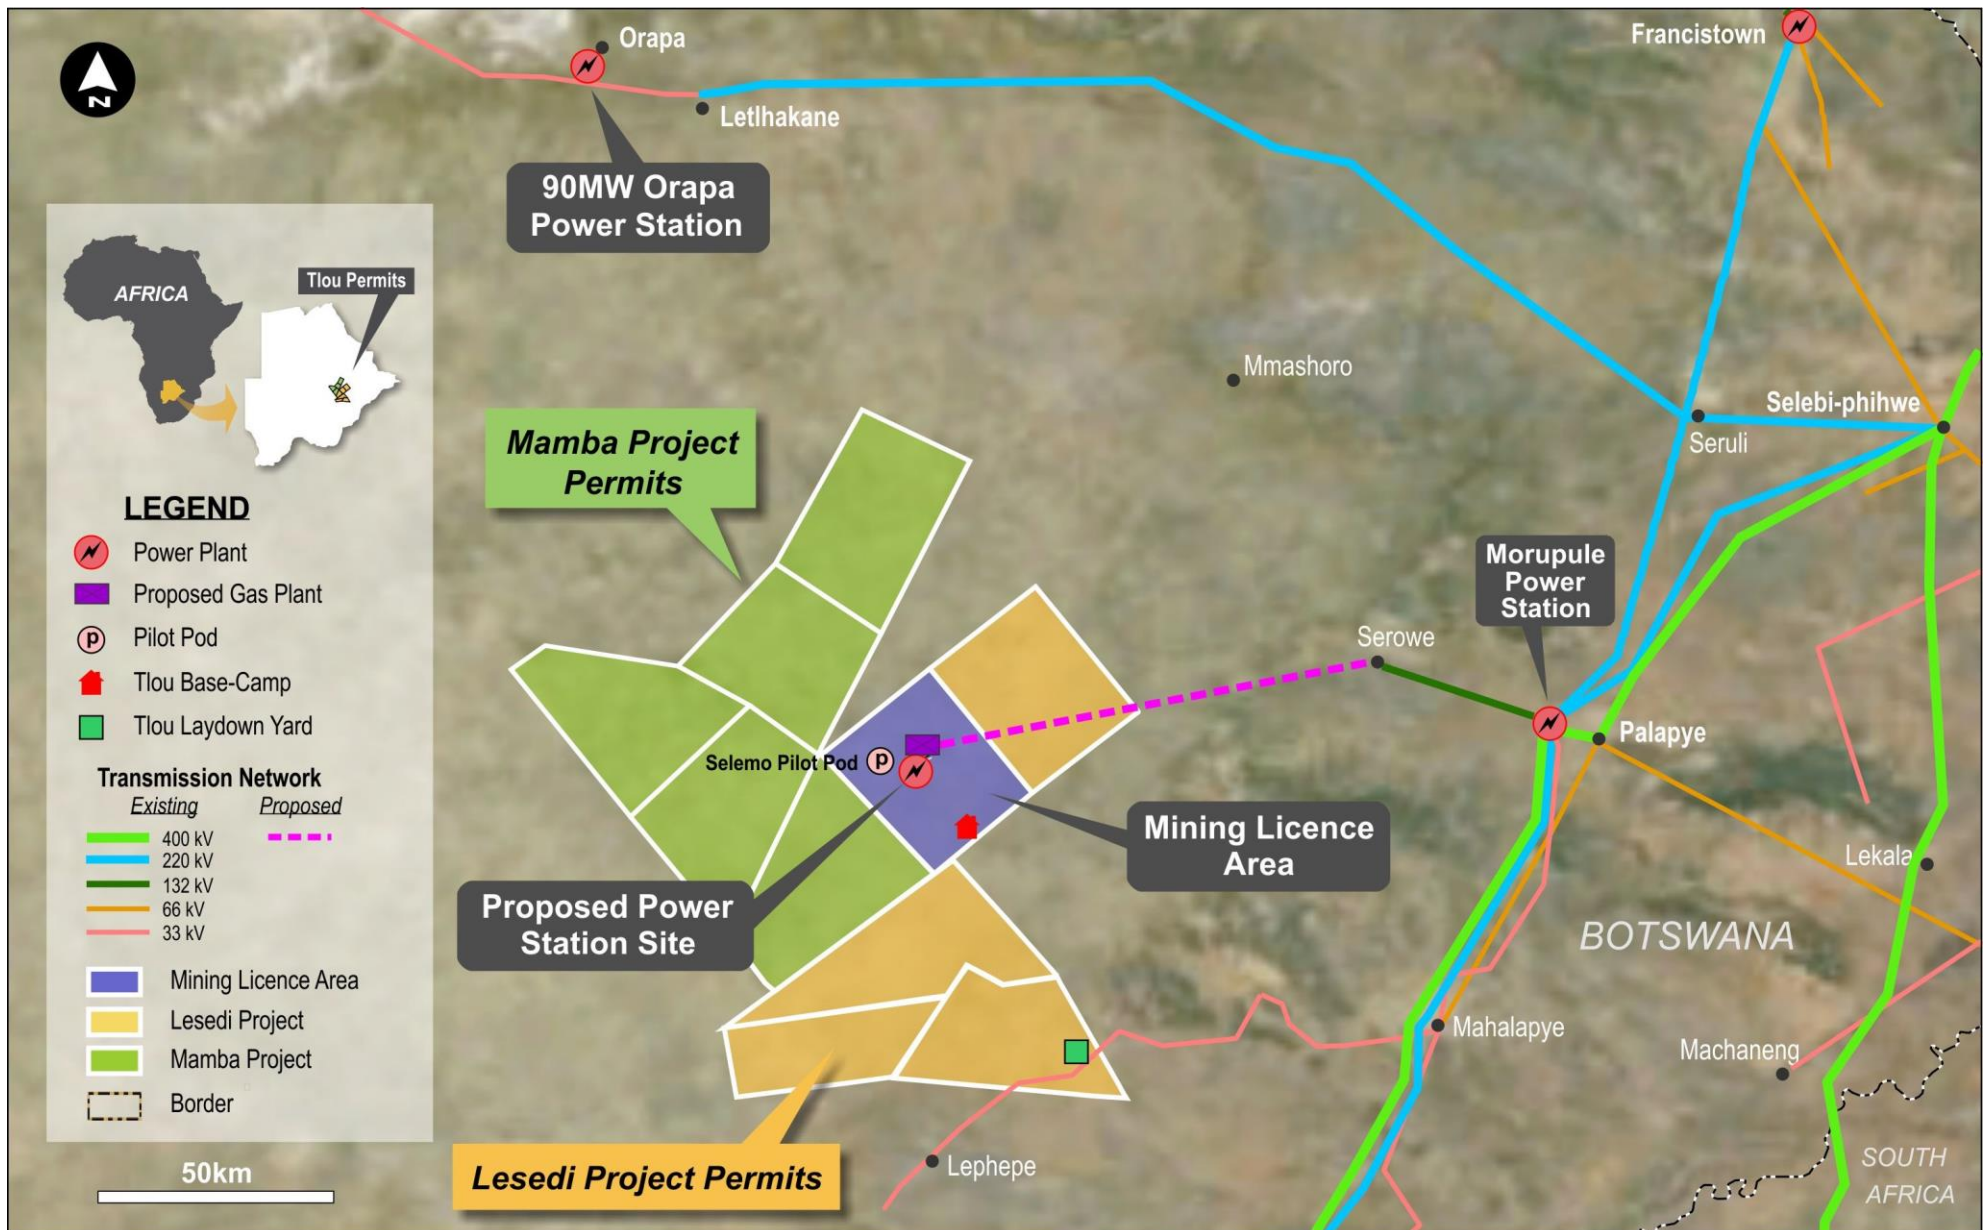 N
Orapa
Letlhakane
Francistown
90MW Orapa
Power Station
AFRICA
Tlou Permits
LEGEND
Power Plant
Proposed Gas Plant
p
Pilot Pod
Tlou Base-Camp
Tlou Laydown Yard
Transmission Network
Existing
Proposed
400 kV
220 kV
132 kV
66 kV
33 kV
Mining Licence Area
Lesedi Project
Mamba Project
Border
50km
Mmashoro
Selebi-phihwe
Seruli
Mamba Project
Permits
Morupule
Power
Station
Serowe
Palapye
Selemo Pilot Pod
p
Mining Licence
Area
Lekala
Proposed Power
Station Site
BOTSWANA
Mahalapye
Machaneng
Lephepe
Lesedi Project Permits
SOUTH
AFRICA